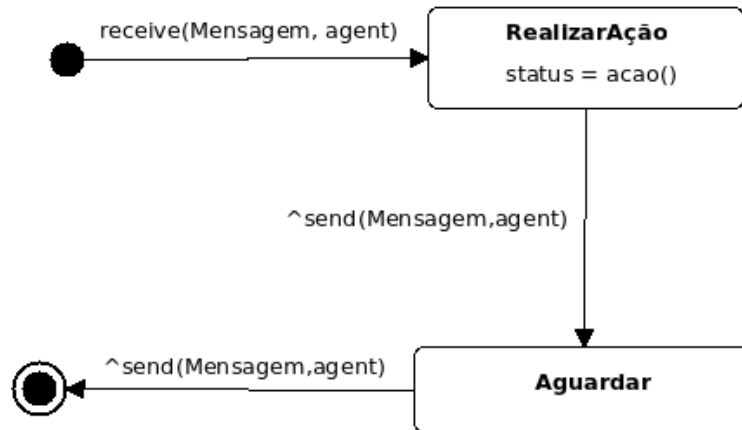 receive(Mensagem, agent)
RealizarAção
status = acao()
^send(Mensagem,agent)
^send(Mensagem,agent)
Aguardar